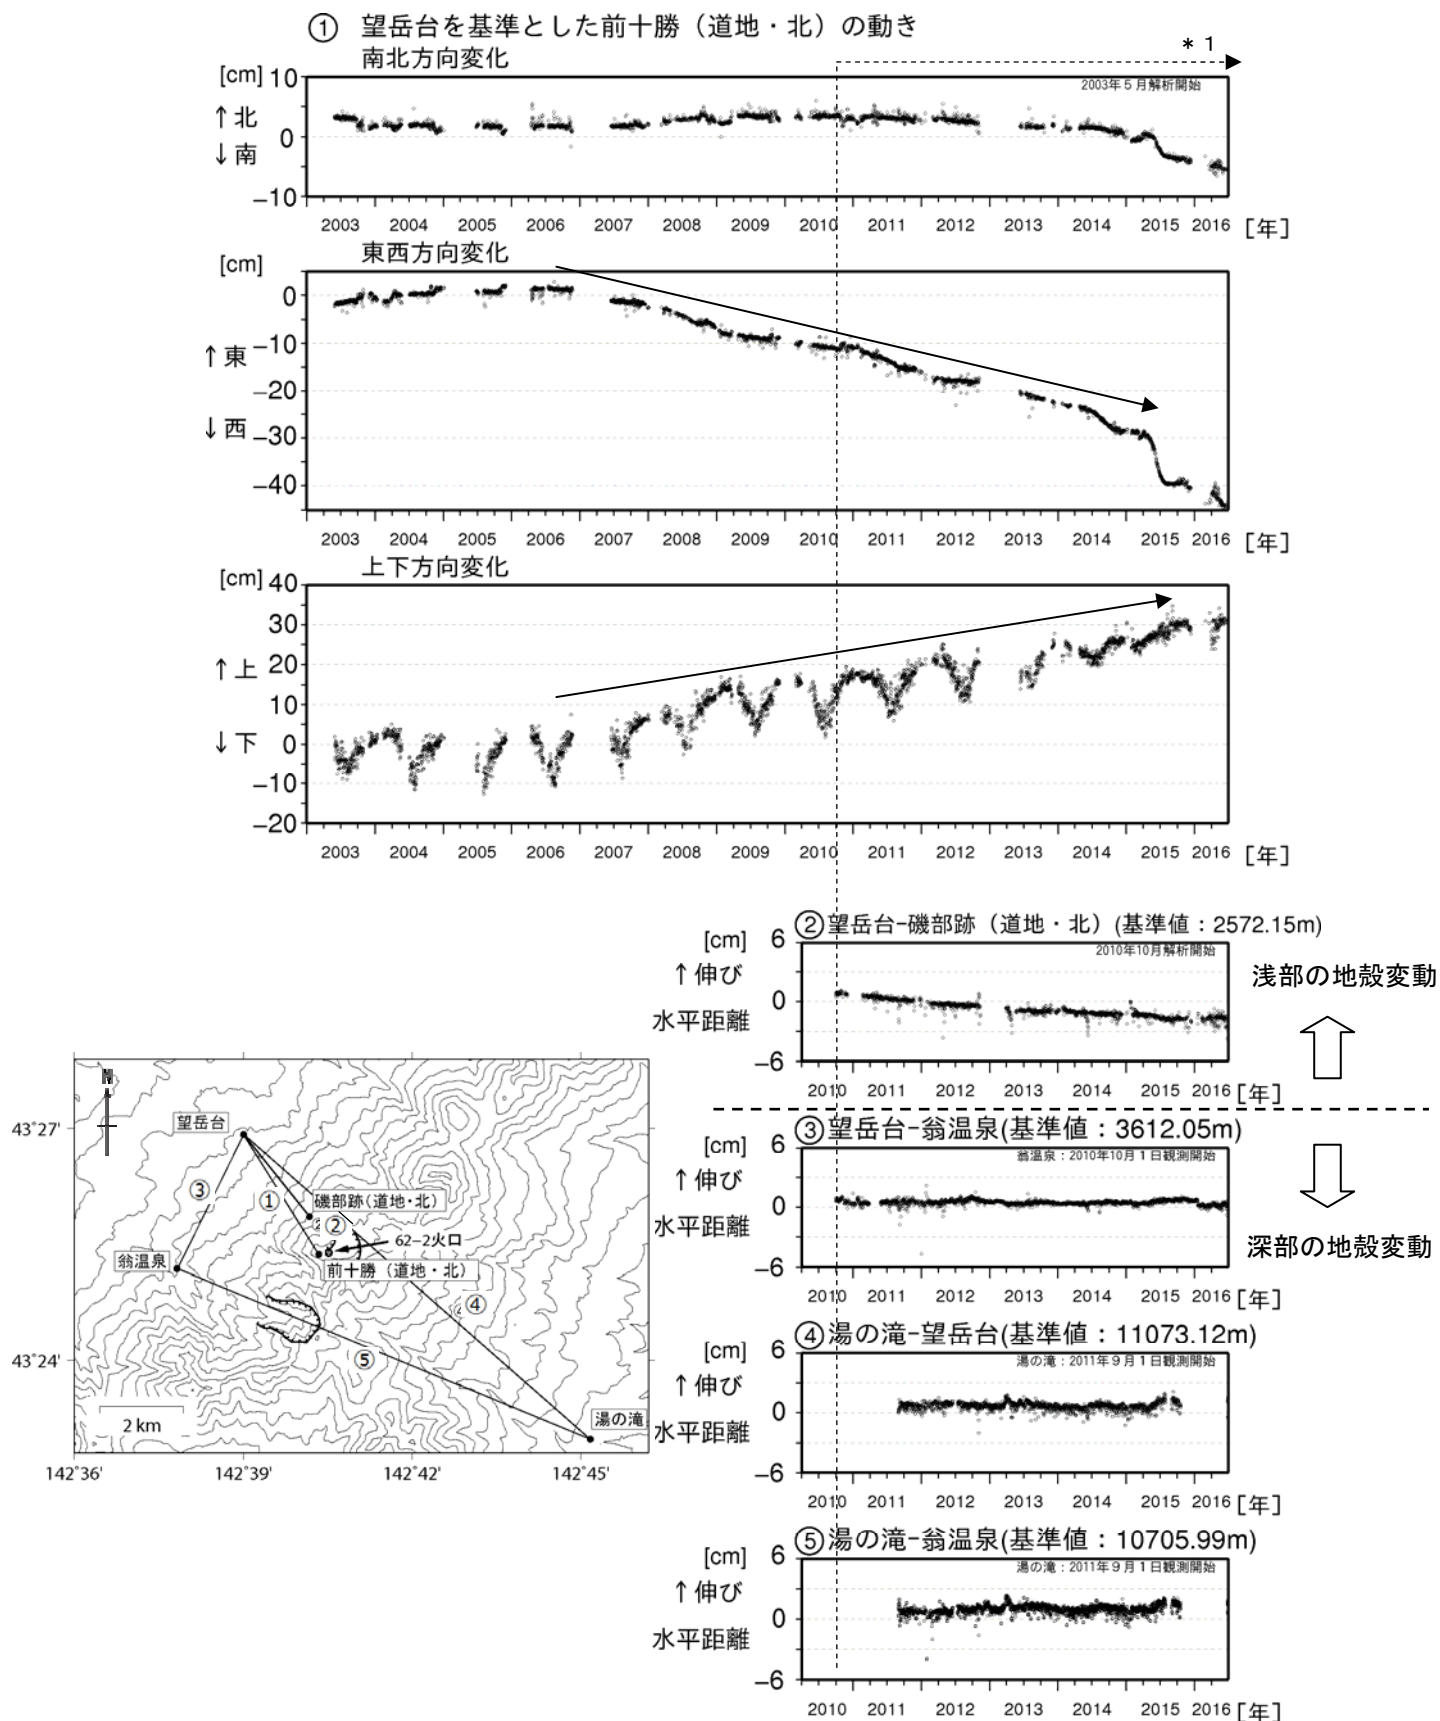 ① 望岳台を基準とした前十勝（道地・北）の動き
南北方向変化
＊１
[cm]
2003年５月解析開始
10
↑北
0
↓南
−10
2003 2004 2005 2006 2007 2008 2009 2010 2011 2012 2013 2014 2015 2016 [年]
東西方向変化
[cm]
0
−10
↑東
−20
↓西
−30
−40
2003 2004 2005 2006 2007 2008 2009 2010 2011 2012 2013 2014 2015 2016 [年]
上下方向変化
[cm]
40
30
↑上
20
10
↓下
0
−10
−20
2003 2004 2005 2006 2007 2008 2009 2010 2011 2012 2013 2014 2015 2016 [年]
②望岳台−磯部跡（道地・北）(基準値：2572.15m)
[cm]
6
2010年10月解析開始
↑伸び
0
水平距離
−6
2010 2011 2012 2013 2014 2015 2016 [年]
浅部の地殻変動
③望岳台−翁温泉(基準値：3612.05m)
[cm]
6
翁温泉：2010年10月１日観測開始
↑伸び
0
水平距離
−6
2010 2011 2012 2013 2014 2015 2016 [年]
深部の地殻変動
④湯の滝−望岳台(基準値：11073.12m)
[cm]
6
湯の滝：2011年９月１日観測開始
↑伸び
0
水平距離
−6
2010 2011 2012 2013 2014 2015 2016 [年]
⑤湯の滝−翁温泉(基準値：10705.99m)
[cm]
6
湯の滝：2011年９月１日観測開始
↑伸び
0
水平距離
−6
2010 2011 2012 2013 2014 2015 2016 [年]
N
43˚27'
望岳台
③
①
磯部跡（道地・北）
②
62−2火口
翁温泉
前十勝（道地・北）
④
43˚24'
⑤
2 km
湯の滝
142˚36' 142˚39' 142˚42' 142˚45'